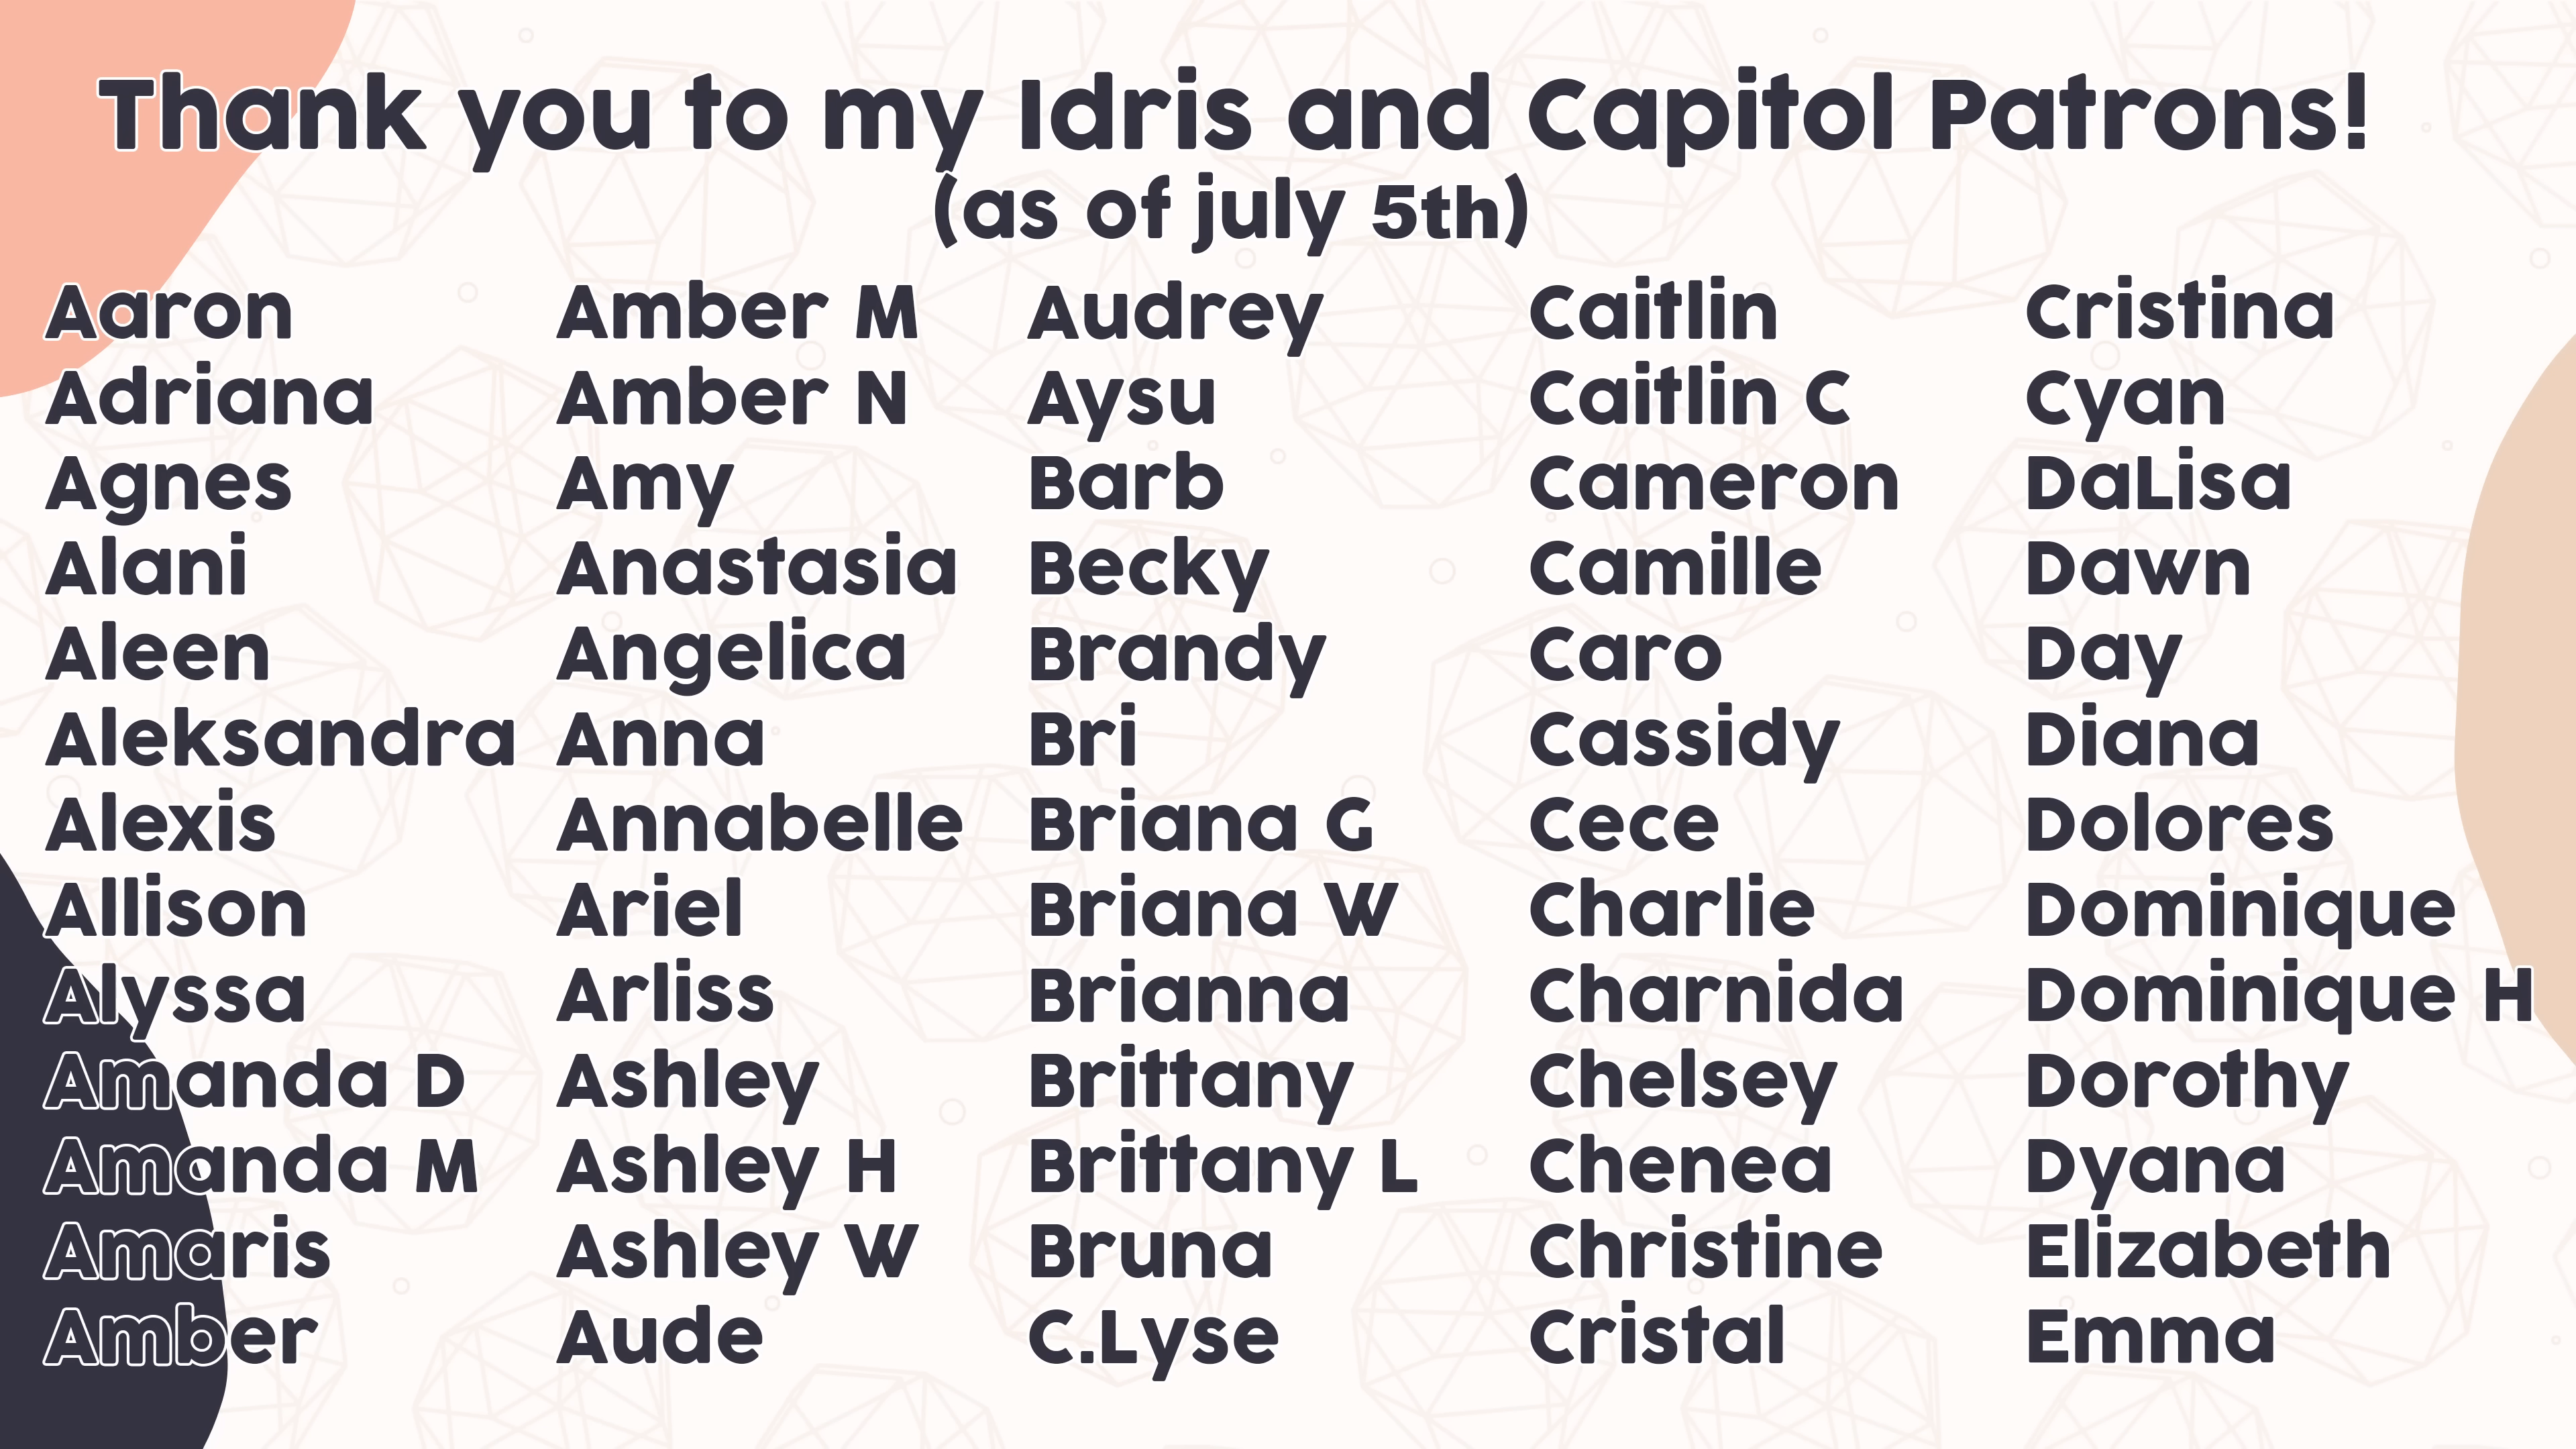 Thank you to my Idris and Capitol Patrons!
(as of july 5th)
Aaron
Adriana
Agnes
Alani
Aleen
Aleksandra
Alexis
Allison
Alyssa
Amanda D
Amanda M
Amaris
Amber
Amber M
Amber N
Amy
Anastasia
Angelica
Anna
Annabelle
Ariel
Arliss
Ashley
Ashley H
Ashley W
Aude
Audrey
Aysu
Barb
Becky
Brandy
Bri
Briana G
Briana W
Brianna
Brittany
Brittany L
Bruna
C.Lyse
Caitlin
Caitlin C
Cameron
Camille
Caro
Cassidy
Cece
Charlie
Charnida
Chelsey
Chenea
Christine
Cristal
Cristina
Cyan
DaLisa
Dawn
Day
Diana
Dolores
Dominique
Dominique H
Dorothy
Dyana
Elizabeth
Emma